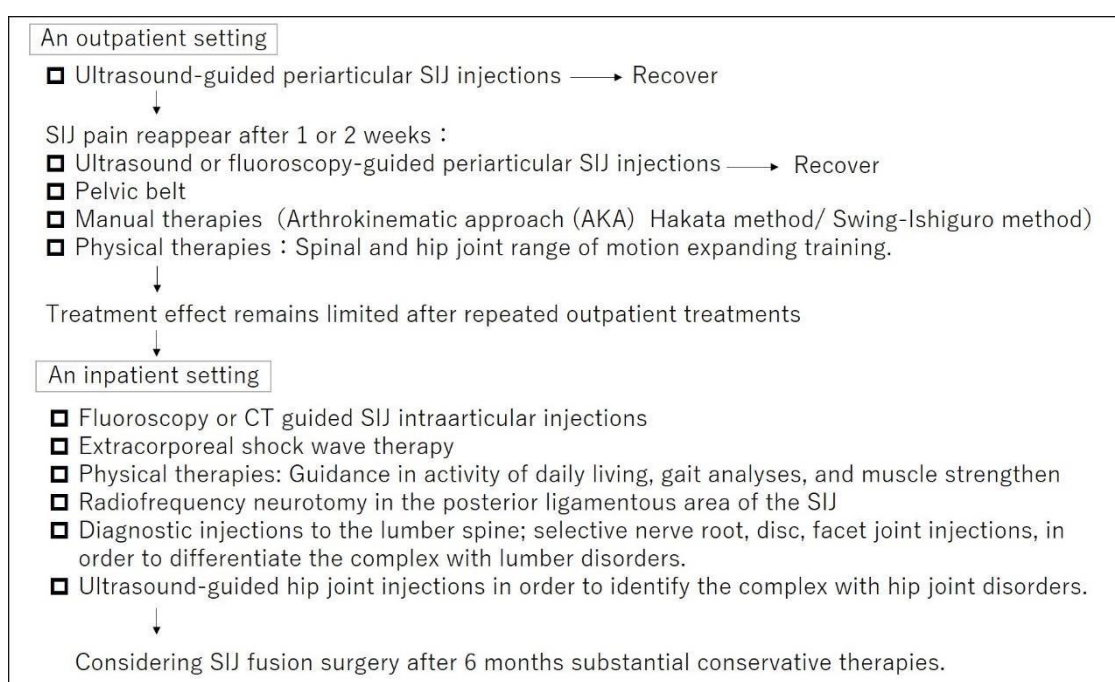 An outpatient setting
Ultrasound-guided periarticular SIJ injections → Recover
SIJ pain reappear after 1 or 2 weeks：
Ultrasound or fluoroscopy-guided periarticular SIJ injections → Recover
Pelvic belt
Manual therapies（Arthrokinematic approach (AKA) Hakata method/ Swing-Ishiguro method）
Physical therapies：Spinal and hip joint range of motion expanding training.
Treatment effect remains limited after repeated outpatient treatments
An inpatient setting
Fluoroscopy or CT guided SIJ intraarticular injections
Extracorporeal shock wave therapy
Physical therapies: Guidance in activity of daily living, gait analyses, and muscle strengthen
Radiofrequency neurotomy in the posterior ligamentous area of the SIJ
Diagnostic injections to the lumber spine; selective nerve root, disc, facet joint injections, in
order to differentiate the complex with lumber disorders.
Ultrasound-guided hip joint injections in order to identify the complex with hip joint disorders.
Considering SIJ fusion surgery after 6 months substantial conservative therapies.